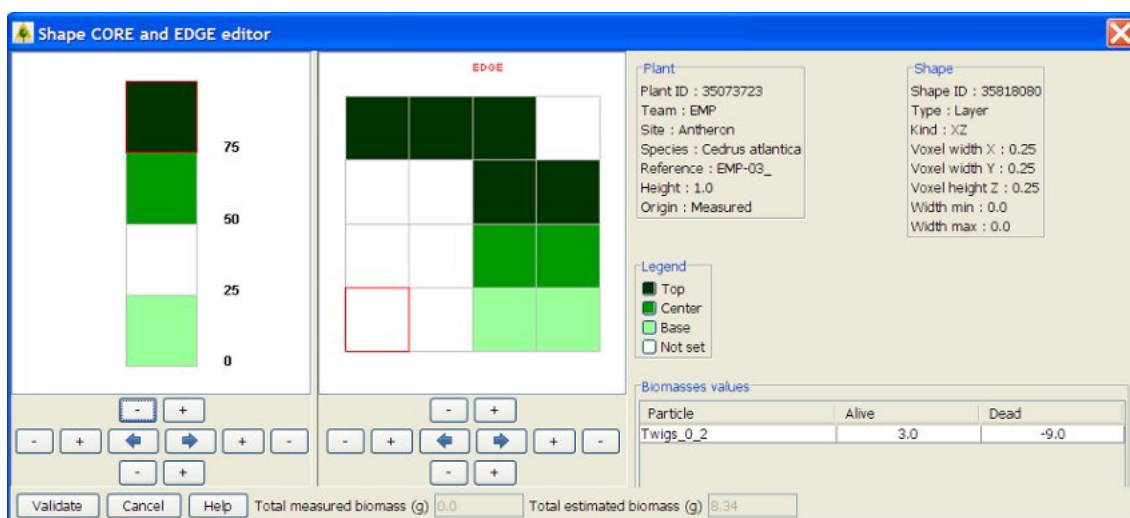 Shape CORE and EDGE editor
75
50
25
0
EDGE
Plant
Plant ID : 35073723
Team : EMP
Site : Antheron
Species : Cedrus atlantica
Reference : EMP-03_
Height : 1.0
Origin : Measured
Shape
Shape ID : 35818080
Type : Layer
Kind : XZ
Voxel width X : 0.25
Voxel width Y : 0.25
Voxel height Z : 0.25
Width min : 0.0
Width max : 0.0
Legend
Top
Center
Base
Not set
Biomasses values
Particle Alive Dead
Twigs_0_2 3.0 -9.0
- +
- + + -
- +
- +
- + + -
- +
Validate Cancel Help Total measured biomass (g) 0.0 Total estimated biomass (g) 8.34